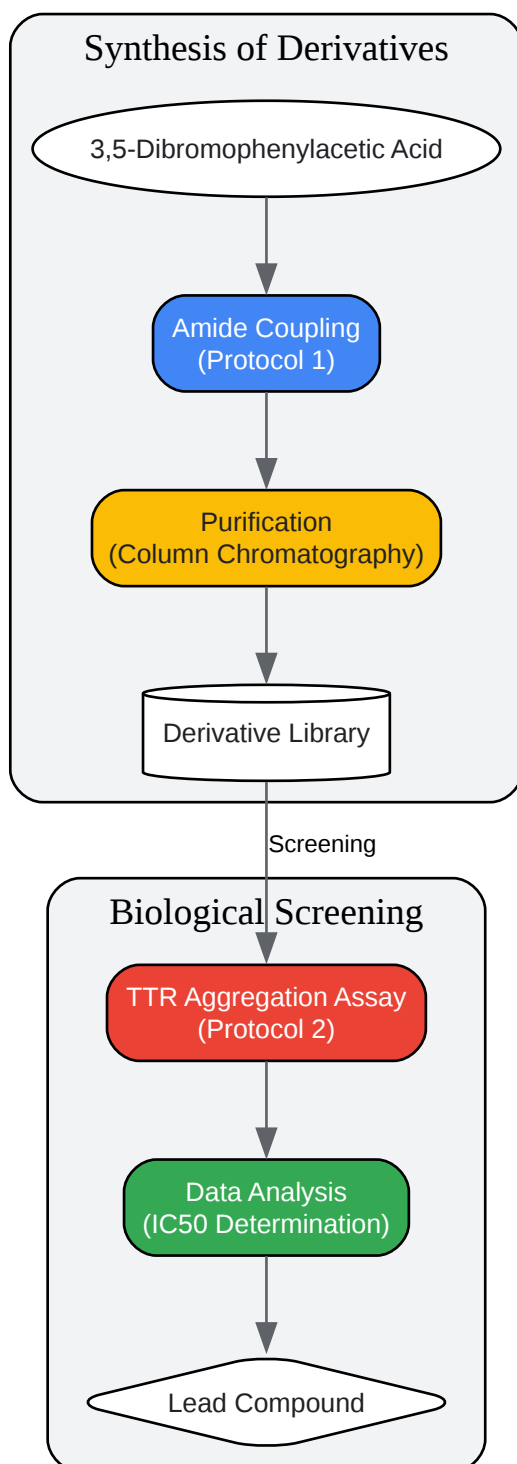 Synthesis of Derivatives
3,5-Dibromophenylacetic Acid
Amide Coupling
(Protocol 1)
Purification
(Column Chromatography)
Derivative Library
Screening
Biological Screening
TTR Aggregation Assay
(Protocol 2)
Data Analysis
(IC50 Determination)
Lead Compound